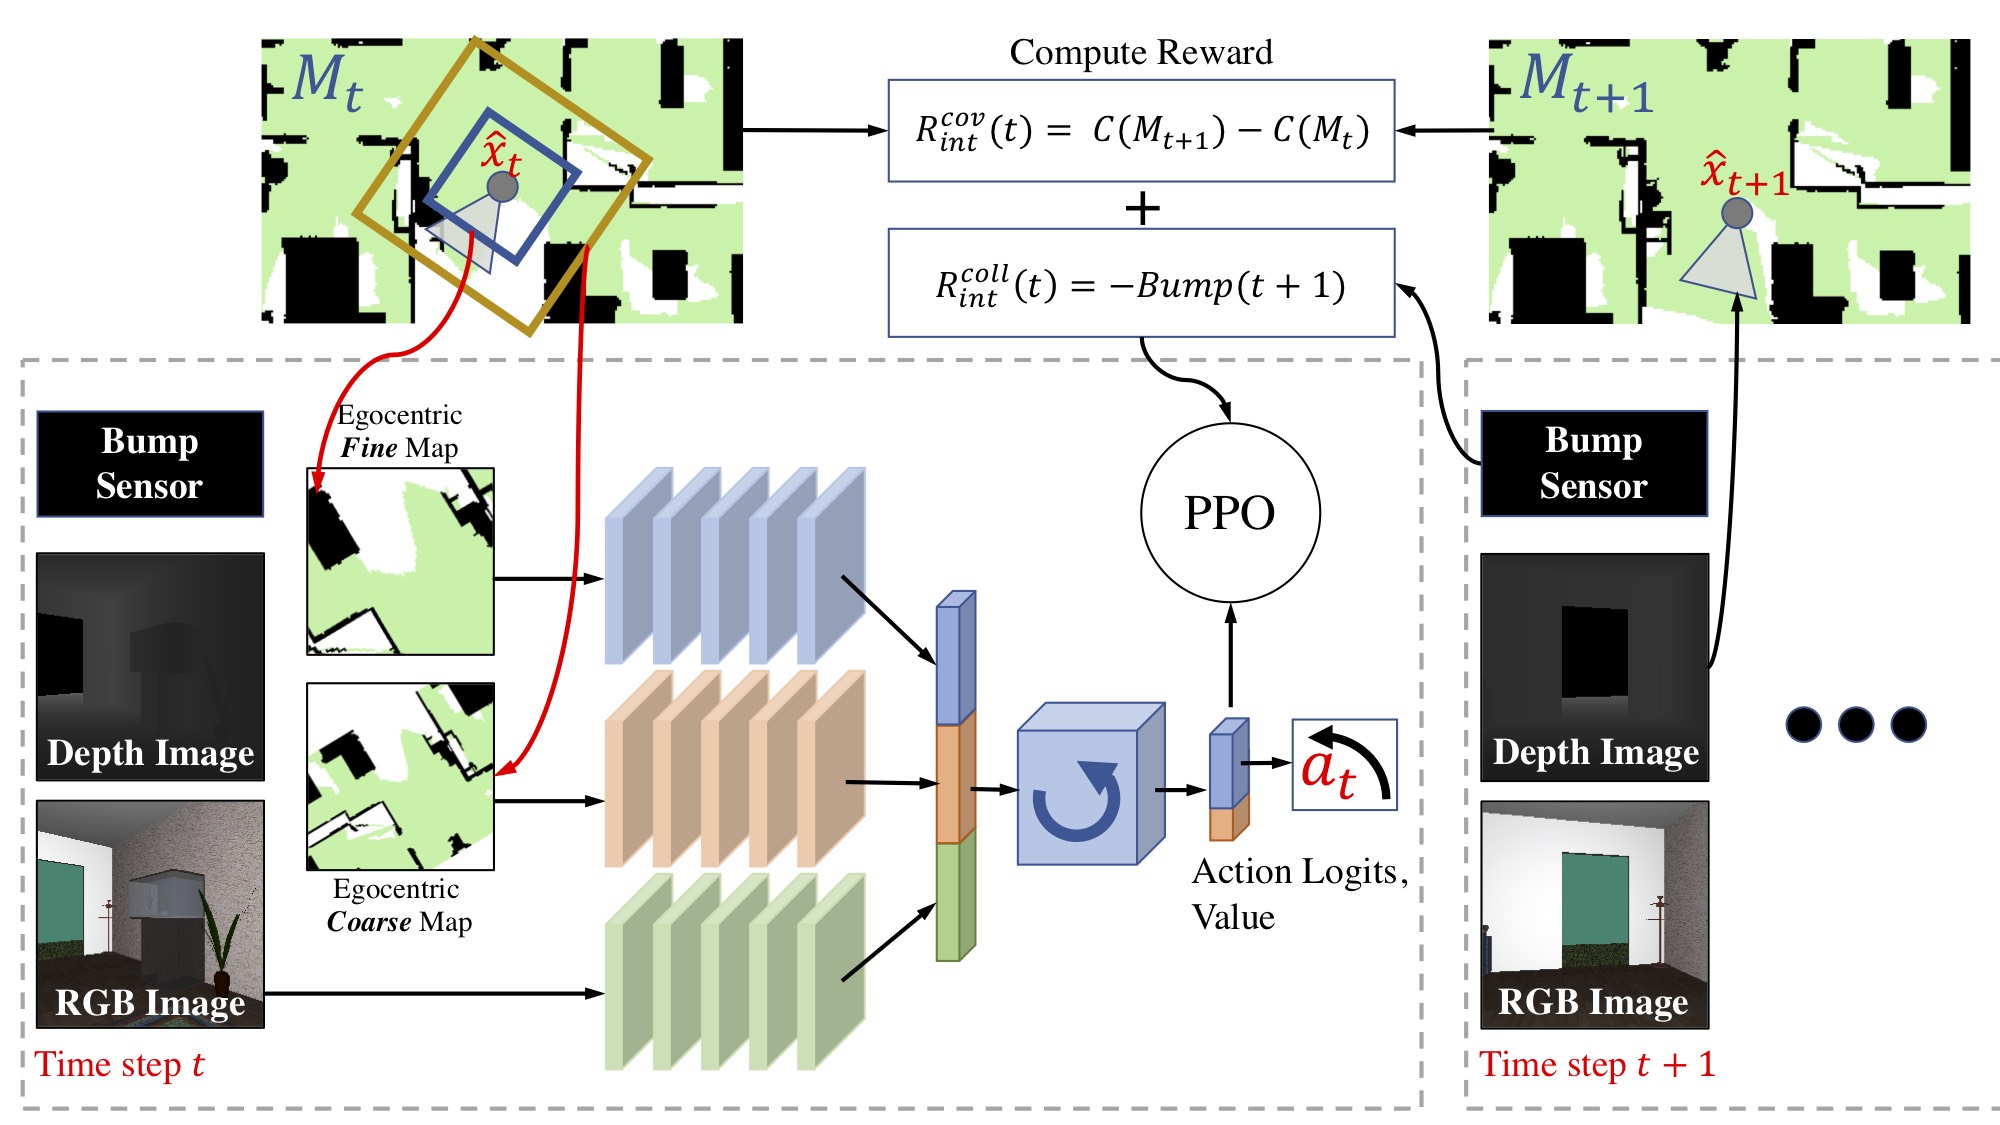 Compute Reward
$M_t$
$\hat{x}_t$
$R_{int}^{cov}(t) = C(M_{t+1}) - C(M_t)$
+
$R_{int}^{coll}(t) = -Bump(t + 1)$
$M_{t+1}$
$\hat{x}_{t+1}$
Bump
Sensor
Depth Image
RGB Image
Time step $t$
Egocentric
Fine Map
Egocentric
Coarse Map
PPO
$a_t$
Action Logits,
Value
Bump
Sensor
Depth Image
RGB Image
Time step $t + 1$